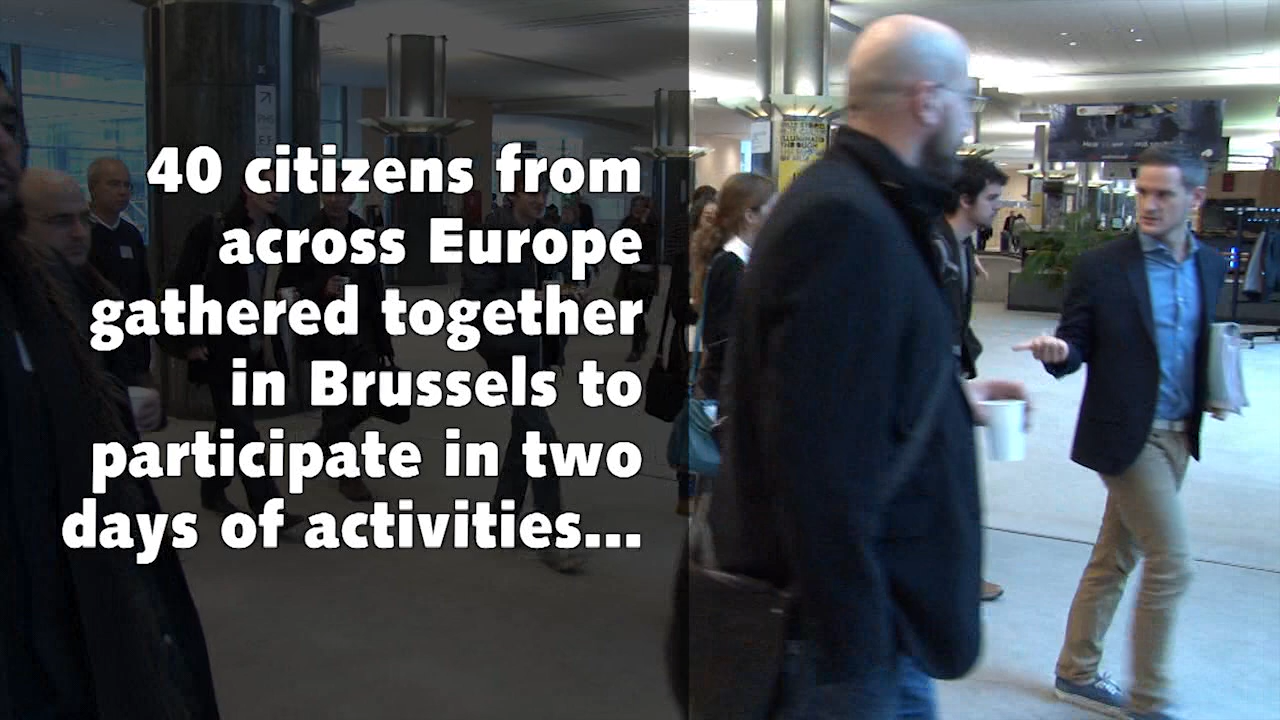 40 citizens from
across Europe
gathered together
in Brussels to
participate in two
days of activities...